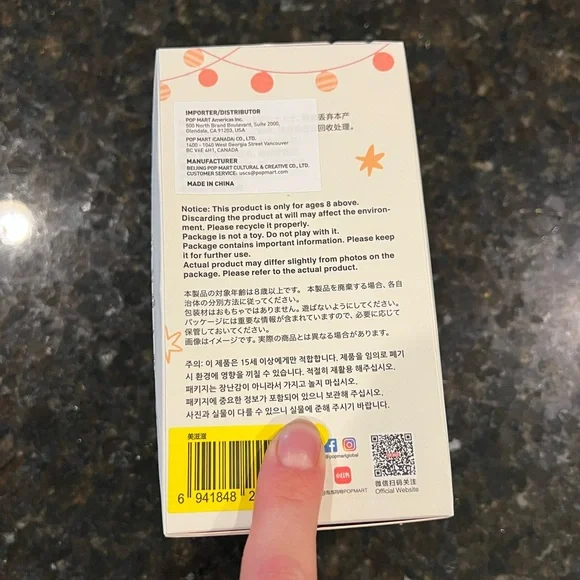 丢弃本产
回收处理。
IMPORTER/DISTRIBUTOR
POP MART Americas Inc.
500 North Brand Boulevard, Suite 2000,
Glendale, CA 91203, USA
POP MART (CANADA) CO., LTD.
1400 - 1040 West Georgia Street Vancouver
BC V6E 4H1, CANADA
MANUFACTURER
BEIJING POP MART CULTURAL & CREATIVE CO., LTD.
CUSTOMER SERVICE: uscs@popmart.com
MADE IN CHINA
Notice: This product is only for ages 8 above.
Discarding the product at will may affect the environ-
ment. Please recycle it properly.
Package is not a toy. Do not play with it.
Package contains important information. Please keep
it for further use.
Actual product may differ slightly from photos on the
package. Please refer to the actual product.
本製品の対象年齢は8歳以上です。 本製品を廃棄する場合、各自
治体の分別方法に従ってください。
包装材はおもちゃではありません。遊ばないようにしてください。
パッケージには重要な情報が含まれていますので、必要に応じて
保管しておいてください。
画像はイメージです。実際の商品とは異なる場合があります。
주의: 이 제품은 15세 이상에게만 적합합니다. 제품을 임의로 폐기
시 환경에 영향을 끼칠 수 있습니다. 적절히 재활용 해주십시오.
패키지는 장난감이 아니라서 가지고 놀지 마십시오.
패키지에 중요한 정보가 포함되어 있으니 보관해 주십시오.
사진과 실물이 다를 수 있으니 실물에 준해 주시기 바랍니다.
美滋滋
6 941848 2
@popmartglobal
小红书
POPMART
微信扫码关注
Official Website